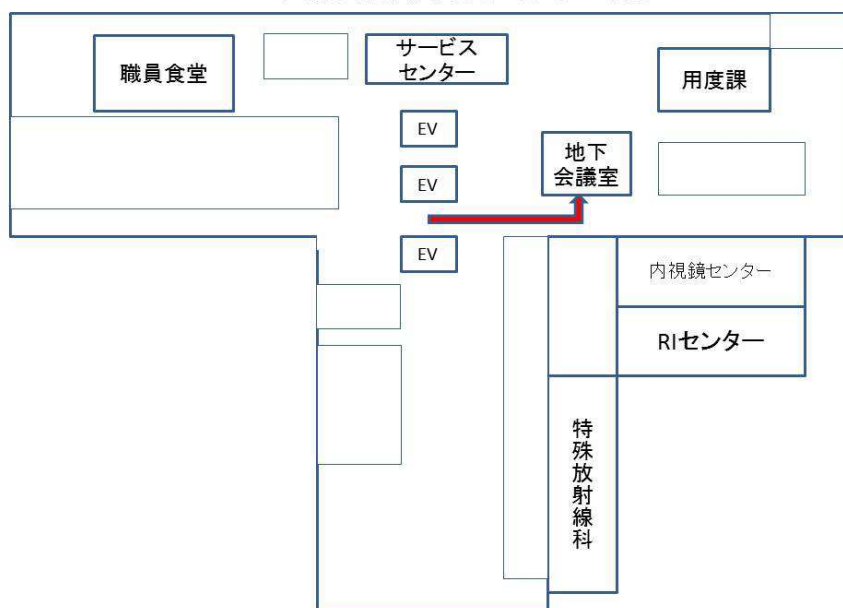 サービス
センター
職員食堂
用度課
EV
地下
会議室
EV
EV
内視鏡センター
RIセンター
特殊放射線科